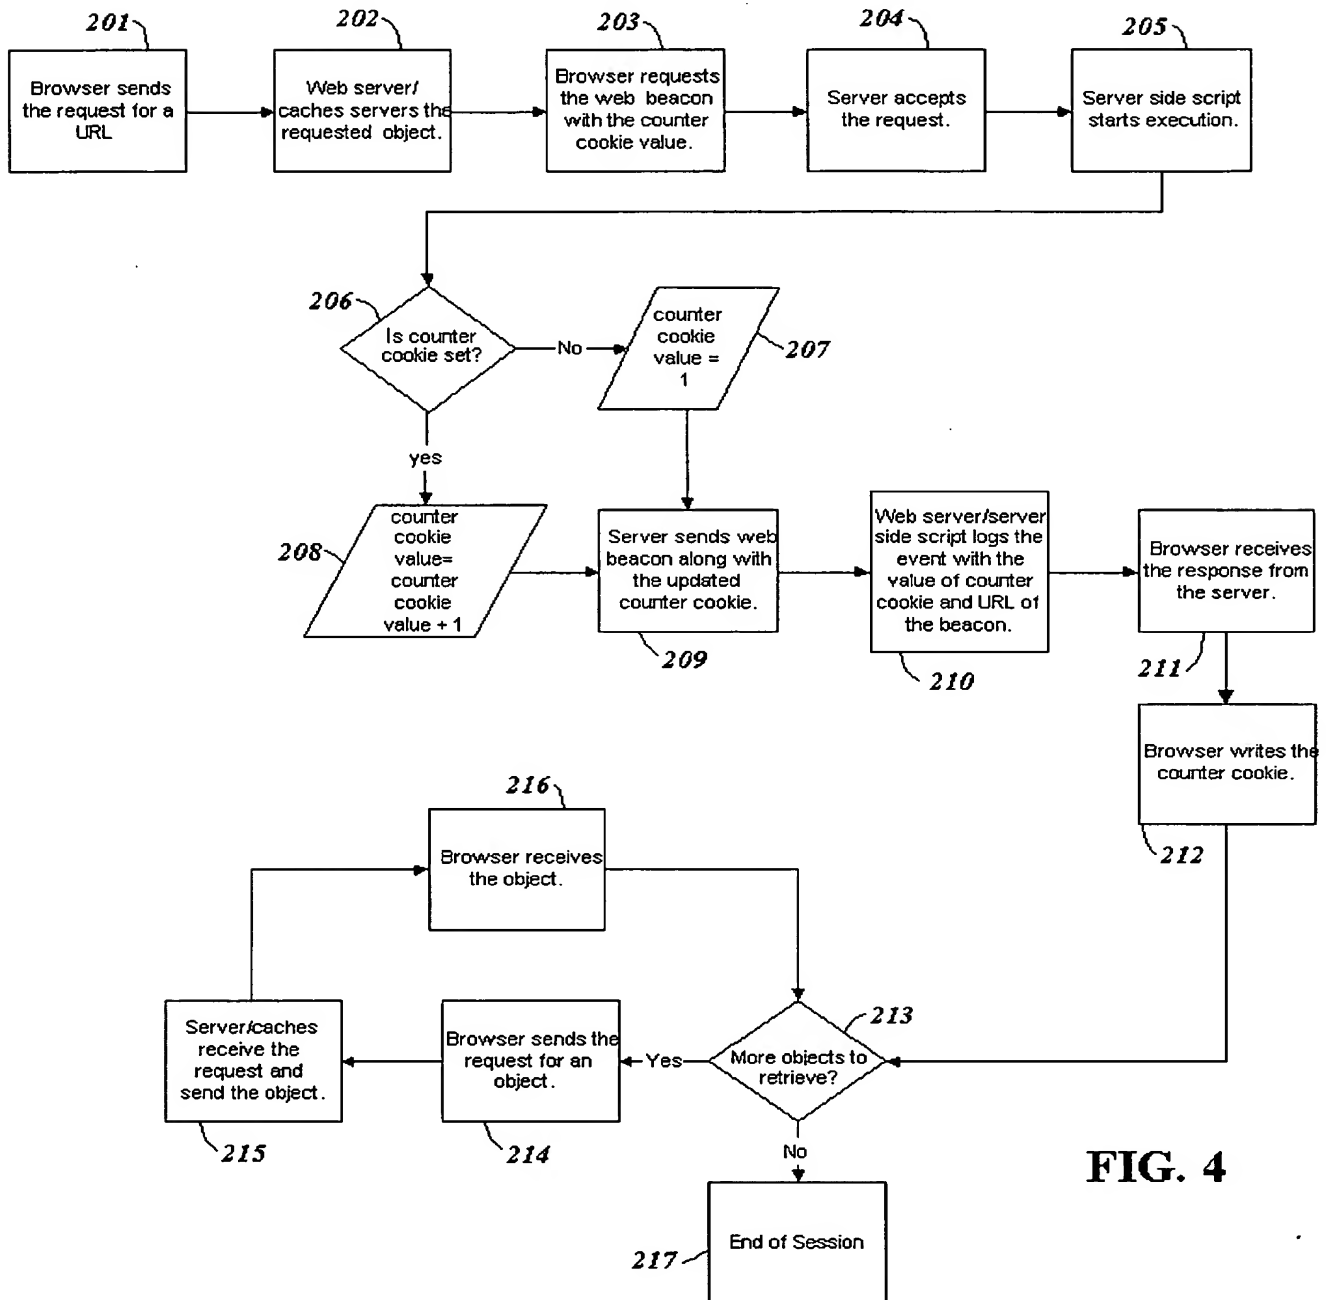 201
202
203
204
205
Browser sends
the request for a
URL
Web server/
caches servers the
requested object.
Browser requests
the web beacon
with the counter
cookie value.
Server accepts
the request.
Server side script
starts execution.
206
Is counter
cookie set?
No
counter
cookie
value =
1
207
yes
208
counter
cookie
value=
counter
cookie
value + 1
Server sends web
beacon along with
the updated
counter cookie.
209
Web server/server
side script logs the
event with the
value of counter
cookie and URL of
the beacon.
210
Browser receives
the response from
the server.
211
Browser writes the
counter cookie.
212
216
Browser receives
the object.
213
More objects to
retrieve?
Yes
Browser sends the
request for an
object.
214
Server/caches
receive the
request and
send the object.
215
No
End of Session
217
FIG. 4